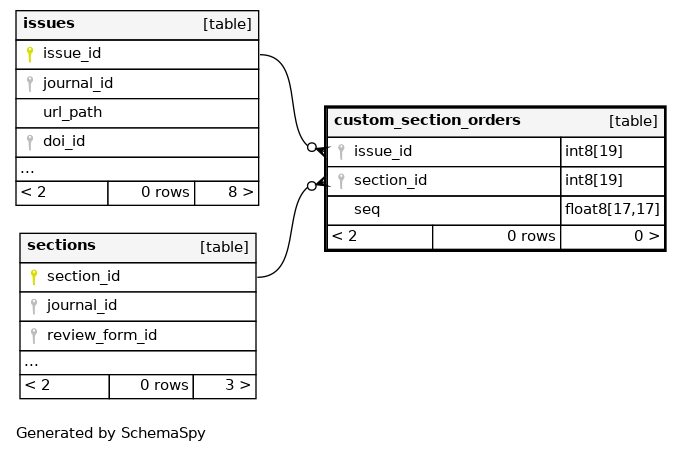 issues [table]
issue_id
journal_id
url_path
doi_id
...
< 2 0 rows 8 >
custom_section_orders [table]
issue_id int8[19]
section_id int8[19]
seq float8[17,17]
< 2 0 rows 0 >
sections [table]
section_id
journal_id
review_form_id
...
< 2 0 rows 3 >
Generated by SchemaSpy